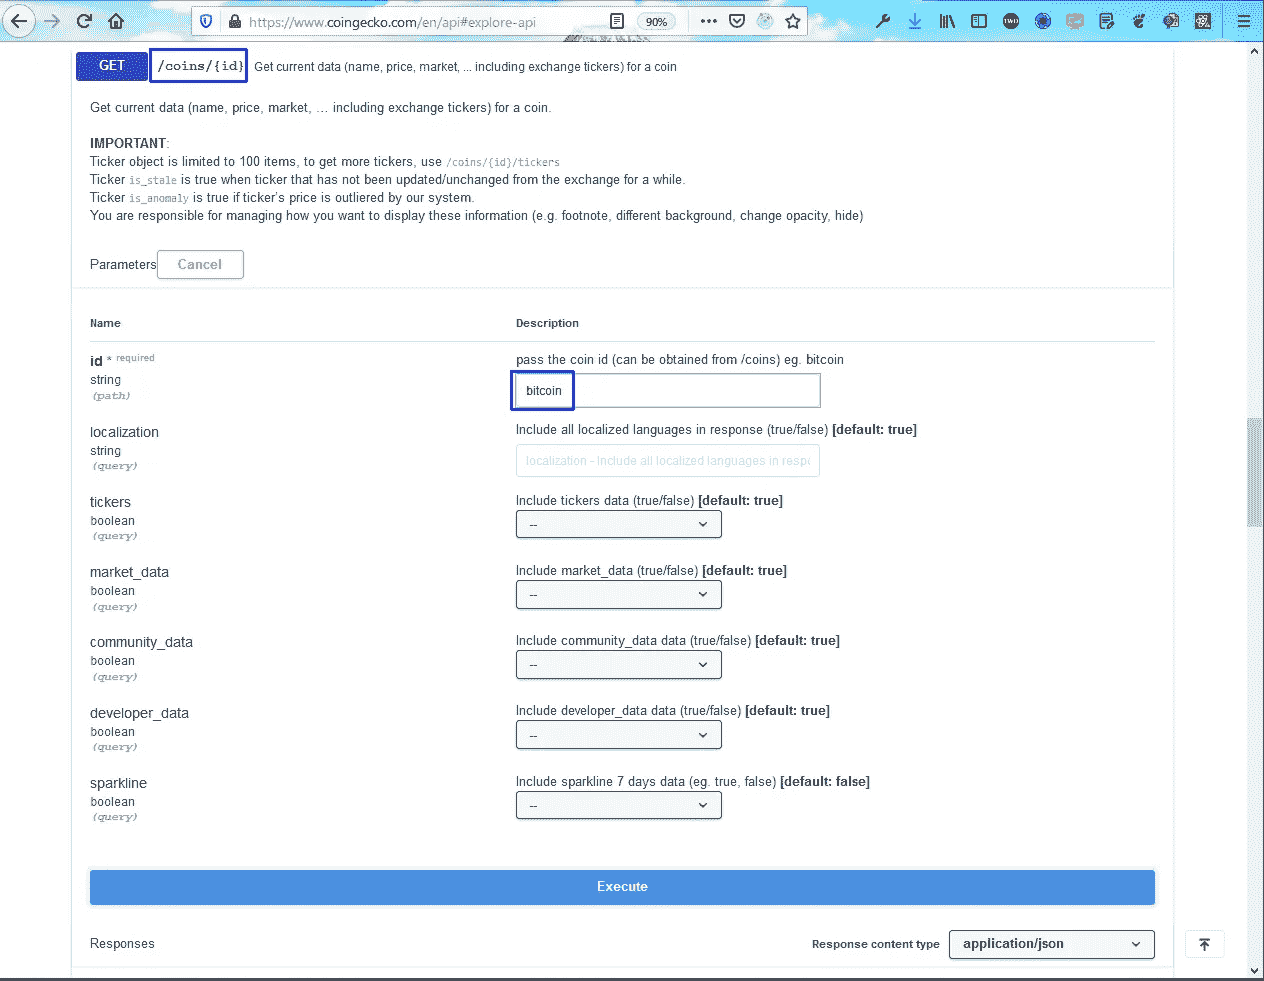 https://www.coingecko.com/en/api#explore-api
90%
GET /coins/{id} Get current data (name, price, market, ... including exchange tickers) for a coin
Get current data (name, price, market, … including exchange tickers) for a coin.
IMPORTANT:
Ticker object is limited to 100 items, to get more tickers, use /coins/{id}/tickers
Ticker is_stale is true when ticker that has not been updated/unchanged from the exchange for a while.
Ticker is_anomaly is true if ticker's price is outliered by our system.
You are responsible for managing how you want to display these information (e.g. footnote, different background, change opacity, hide)
Parameters Cancel
Name Description
id * required pass the coin id (can be obtained from /coins) eg. bitcoin
string
(path)
bitcoin
localization Include all localized languages in response (true/false) [default: true]
string
(query)
localization - Include all localized languages in respo
tickers Include tickers data (true/false) [default: true]
boolean --
(query)
market_data Include market_data (true/false) [default: true]
boolean --
(query)
community_data Include community_data data (true/false) [default: true]
boolean --
(query)
developer_data Include developer_data data (true/false) [default: true]
boolean --
(query)
sparkline Include sparkline 7 days data (eg. true, false) [default: false]
boolean --
(query)
Execute
Responses Response content type application/json